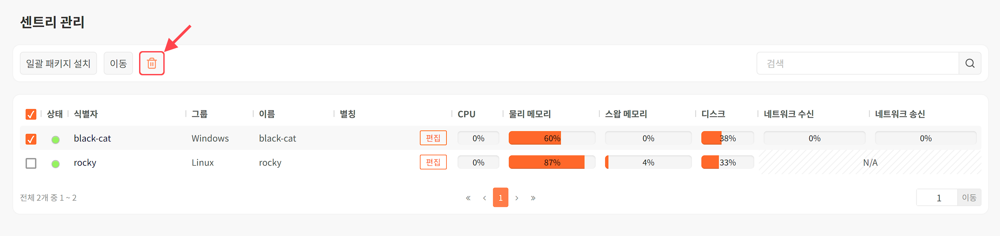 센트리 관리
일괄 패키지 설치 이동 검색
상태 식별자 그룹 이름 별칭 CPU 물리 메모리 스왑 메모리 디스크 네트워크 수신 네트워크 송신
black-cat Windows black-cat 편집 0% 60% 0% 38% 0% 0%
rocky Linux rocky 편집 0% 87% 4% 33% N/A
전체 2개 중 1 ~ 2 « ‹ 1 › » 1 이동